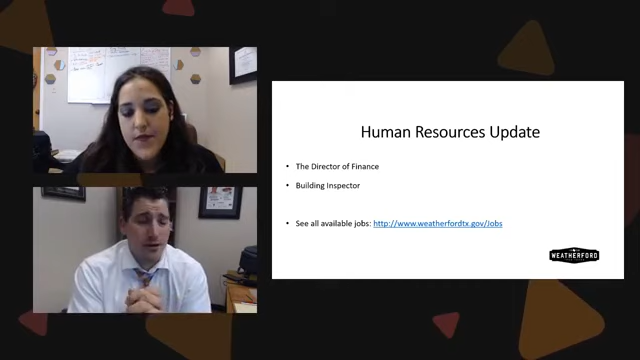 Human Resources Update
• The Director of Finance
• Building Inspector
• See all available jobs: http://www.weatherfordtx.gov/Jobs
WEATHERFORD